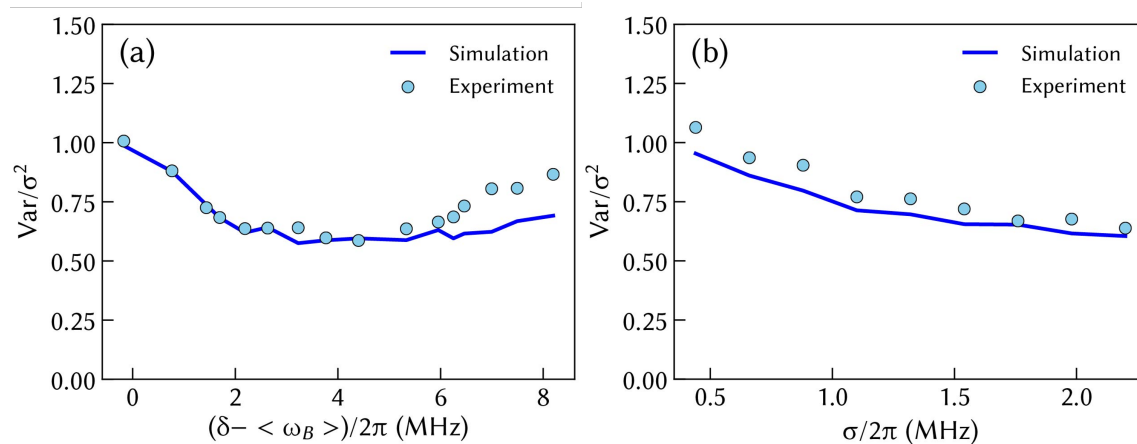 (a)
Simulation
Experiment
1.50
1.25
1.00
0.75
0.50
0.25
0.00
Var/σ²
0 2 4 6 8
(δ− < ω_B >)/2π (MHz)
(b)
Simulation
Experiment
1.50
1.25
1.00
0.75
0.50
0.25
0.00
Var/σ²
0.5 1.0 1.5 2.0
σ/2π (MHz)